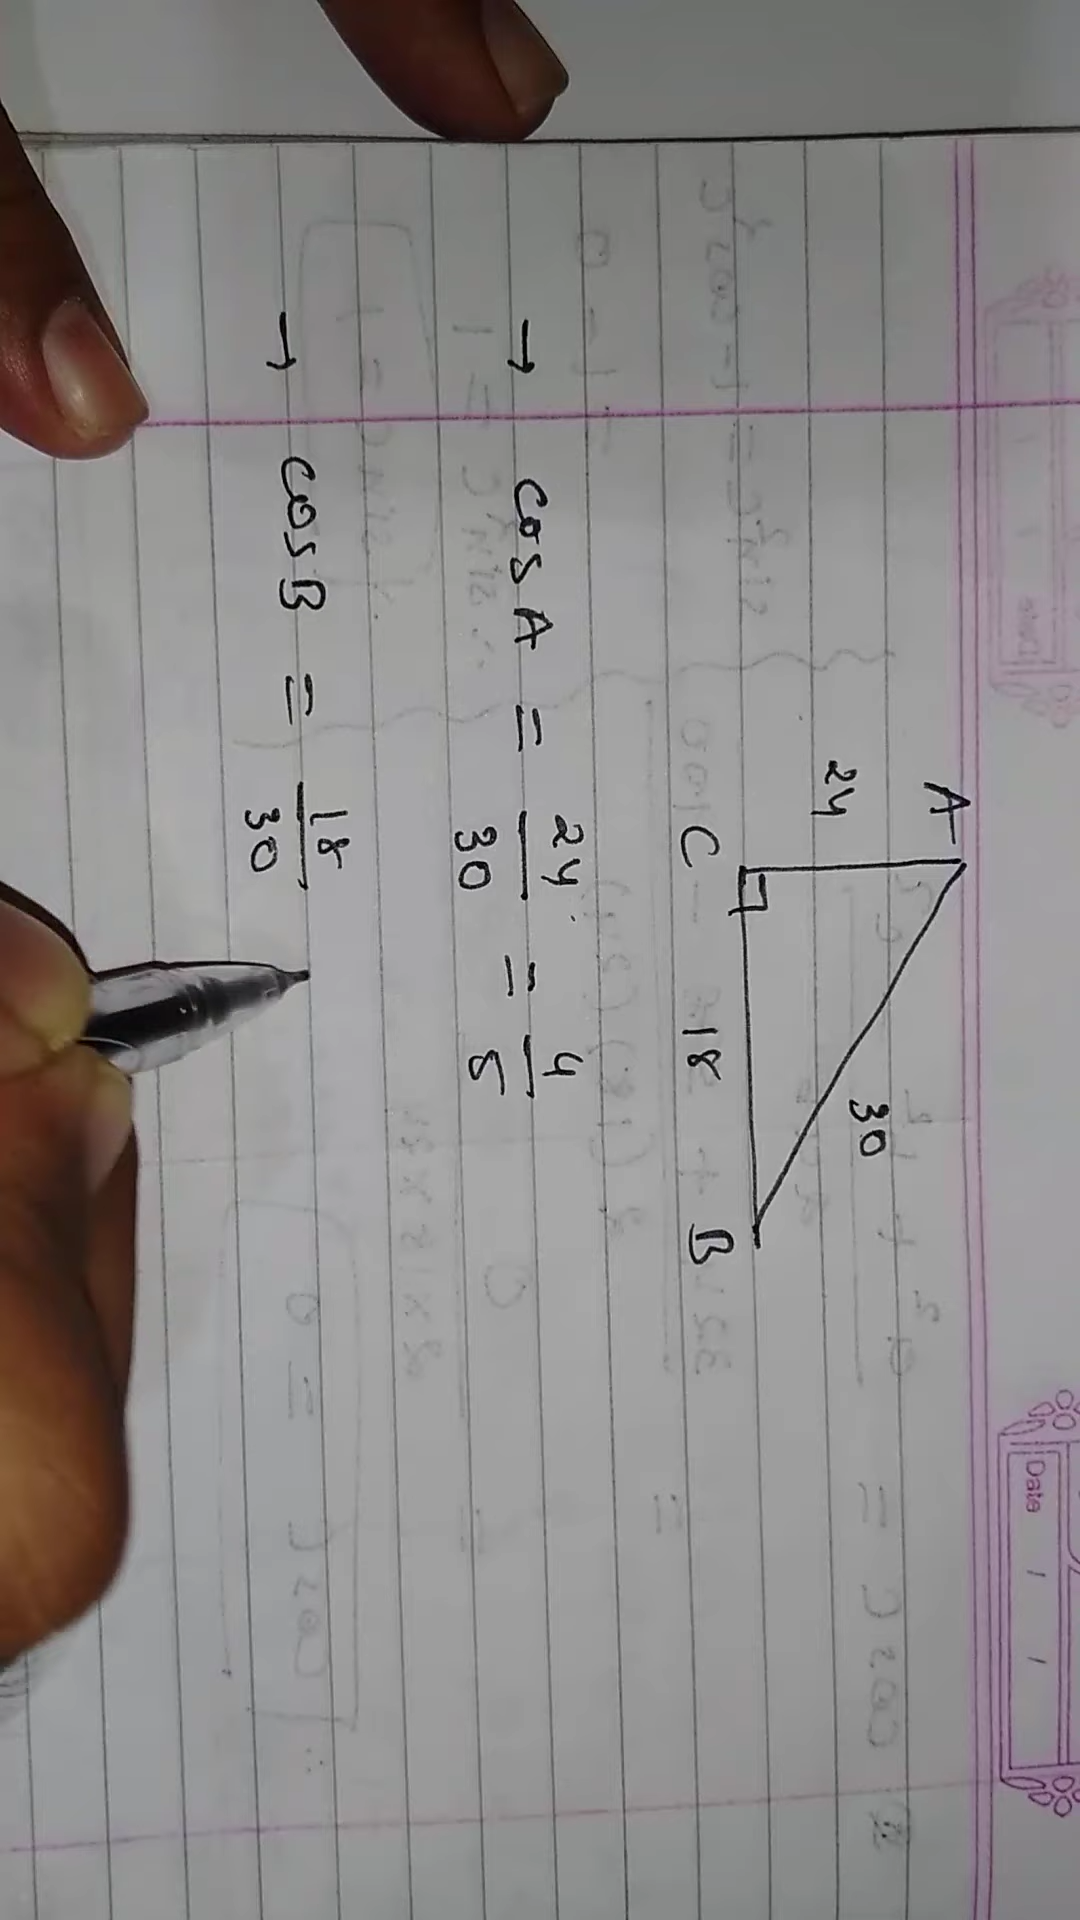 Date / /
A
24
30
C
18
B
→ cos A = 24/30 = 4/5
→ cos B = 18/30